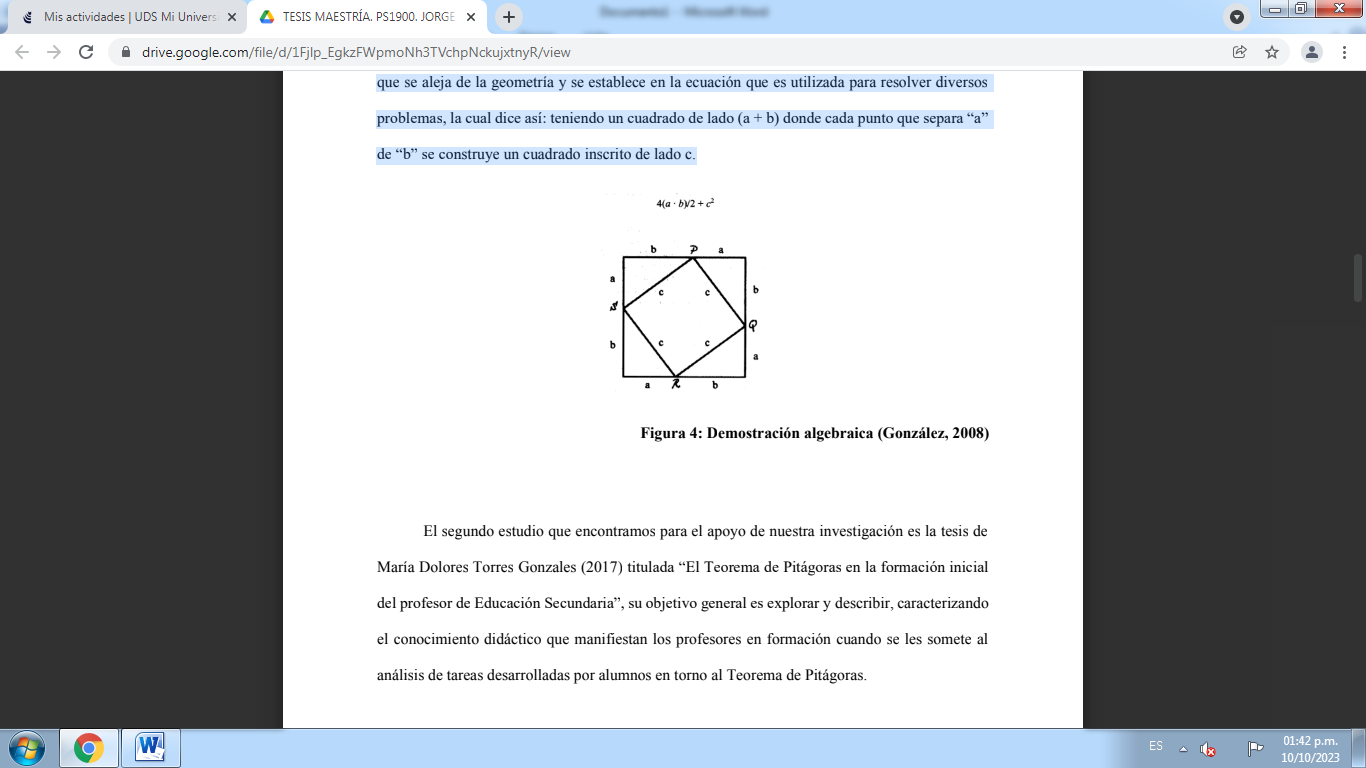 Mis actividades | UDS Mi Univers
TESIS MAESTRÍA. PS1900. JORGE
Documento1 - Microsoft Word
drive.google.com/file/d/1Fjlp_EgkzFWpmoNh3TVchpNckujxtnyR/view
que se aleja de la geometría y se establece en la ecuación que es utilizada para resolver diversos
problemas, la cual dice así: teniendo un cuadrado de lado (a + b) donde cada punto que separa “a”
de “b” se construye un cuadrado inscrito de lado c.
4(a · b)/2 + c²
b P a
a c c b
S Q
b c c a
a R b
Figura 4: Demostración algebraica (González, 2008)
El segundo estudio que encontramos para el apoyo de nuestra investigación es la tesis de
María Dolores Torres Gonzales (2017) titulada “El Teorema de Pitágoras en la formación inicial
del profesor de Educación Secundaria”, su objetivo general es explorar y describir, caracterizando
el conocimiento didáctico que manifiestan los profesores en formación cuando se les somete al
análisis de tareas desarrolladas por alumnos en torno al Teorema de Pitágoras.
ES
01:42 p.m.
10/10/2023